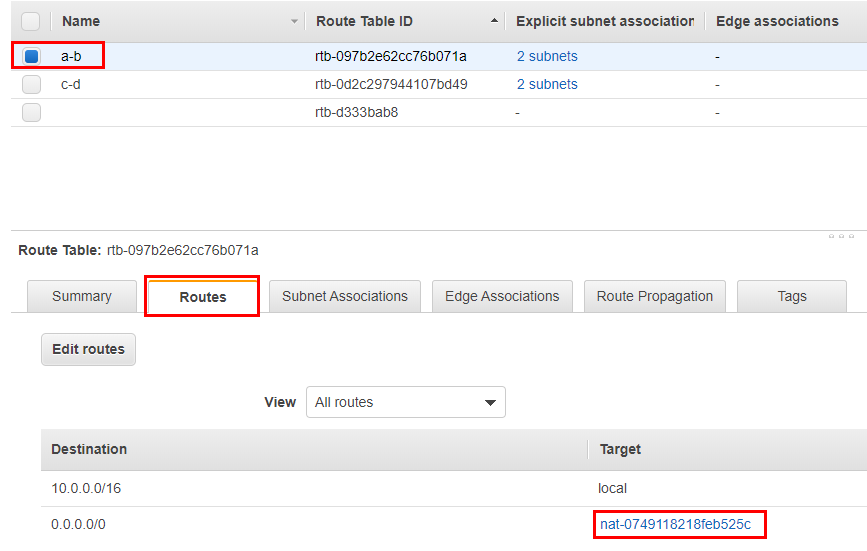 Name Route Table ID Explicit subnet association Edge associations
a-b rtb-097b2e62cc76b071a 2 subnets -
c-d rtb-0d2c297944107bd49 2 subnets -
rtb-d333bab8 - -
Route Table: rtb-097b2e62cc76b071a
Summary Routes Subnet Associations Edge Associations Route Propagation Tags
Edit routes
View All routes
Destination Target
10.0.0.0/16 local
0.0.0.0/0 nat-0749118218feb525c